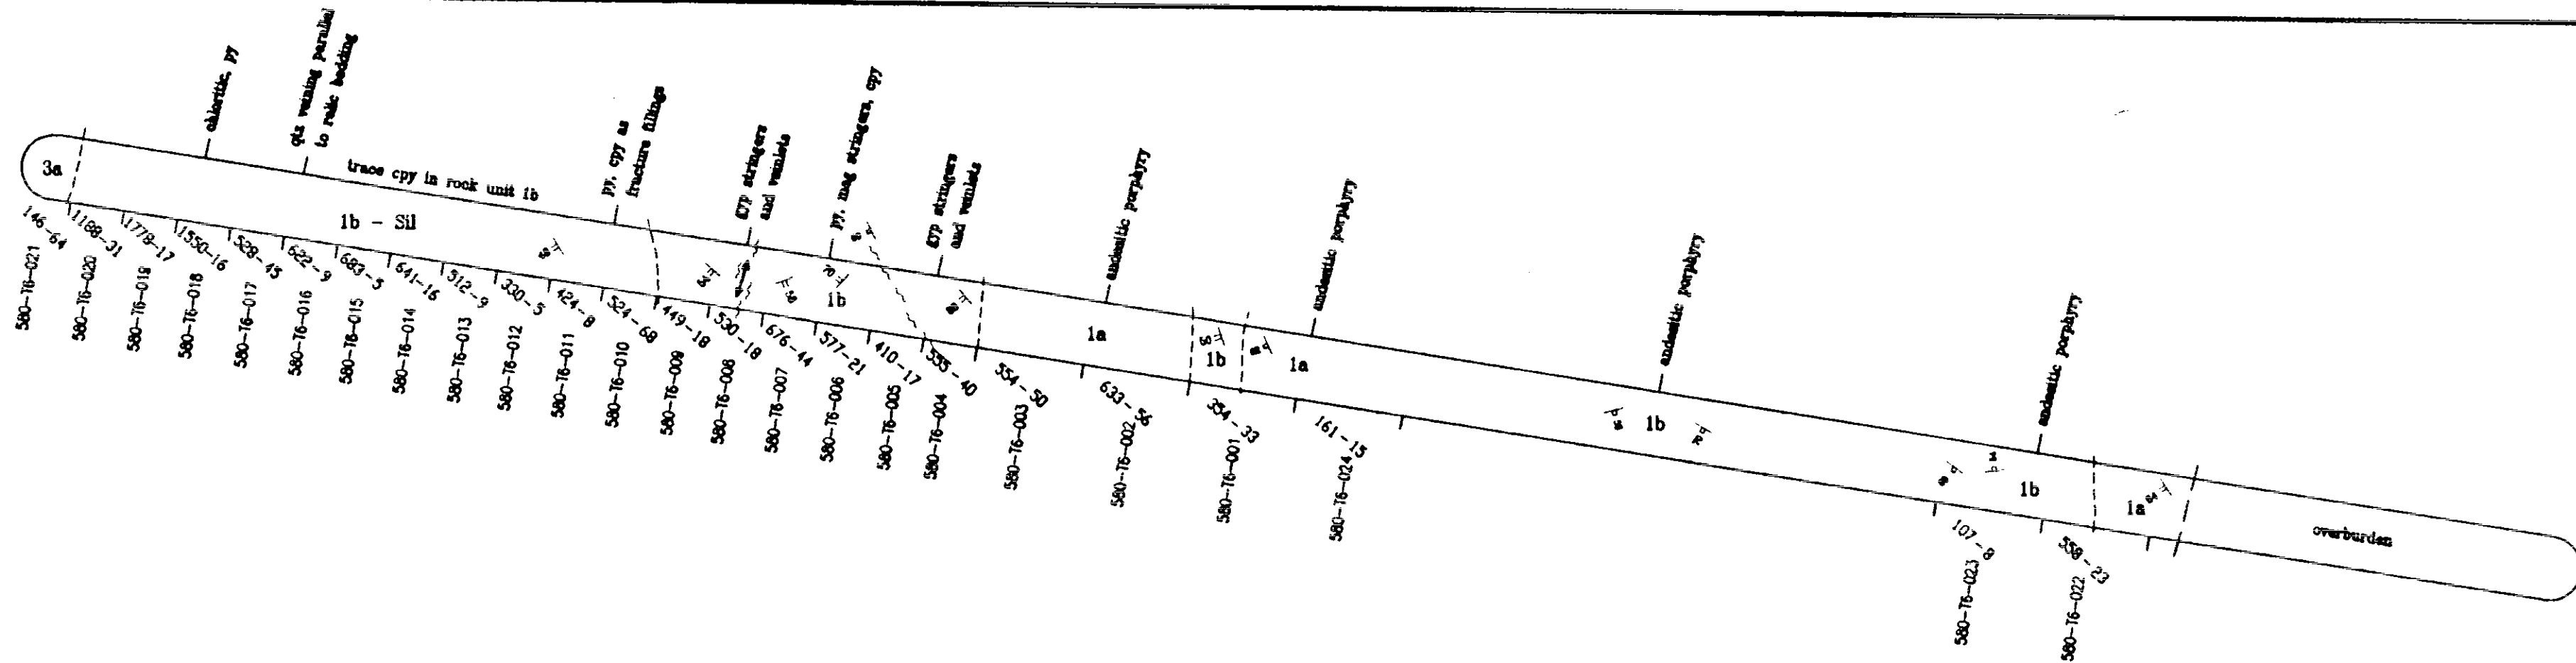 chloritic, py
qtz veining parallel
to relic bedding
trace cpy in rock unit 1b
py, cpy as
fracture fillings
gyp stringers
and veinlets
py, mag stringers, cpy
gyp stringers
and veinlets
andesitic porphyry
andesitic porphyry
andesitic porphyry
andesitic porphyry
3a
1b - Sil
1b
1a
1b
1a
1b
1b
1a
overburden
70
70
64
146-64
1188-31
1778-17
1550-16
528-45
622-9
683-5
641-16
512-9
330-5
424-8
524-68
449-18
530-18
676-44
577-21
410-17
555-40
554-50
633-56
354-33
161-15
107-8
558-23
580-T6-021
580-T6-020
580-T6-019
580-T6-018
580-T6-017
580-T6-016
580-T6-015
580-T6-014
580-T6-013
580-T6-012
580-T6-011
580-T6-010
580-T6-009
580-T6-008
580-T6-007
580-T6-006
580-T6-005
580-T6-004
580-T6-003
580-T6-002
580-T6-001
580-T6-024
580-T6-023
580-T6-022